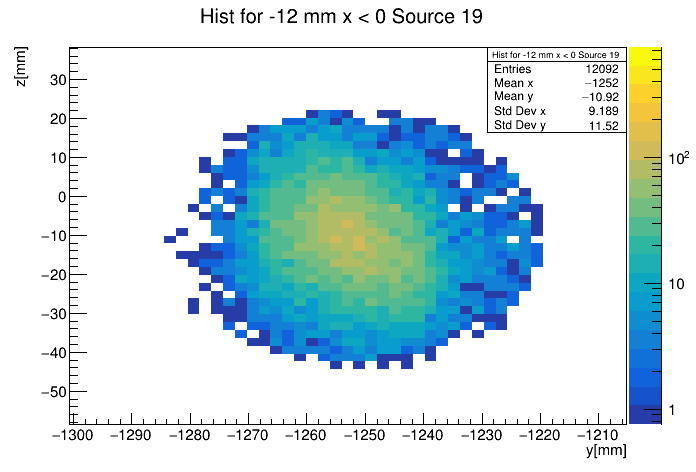 Hist for -12 mm x < 0 Source 19
z[mm]
Hist for -12 mm x < 0 Source 19
Entries 12092
Mean x −1252
Mean y −10.92
Std Dev x 9.189
Std Dev y 11.52
30
20
10
0
−10
−20
−30
−40
−50
10²
10
1
−1300 −1290 −1280 −1270 −1260 −1250 −1240 −1230 −1220 −1210
y[mm]